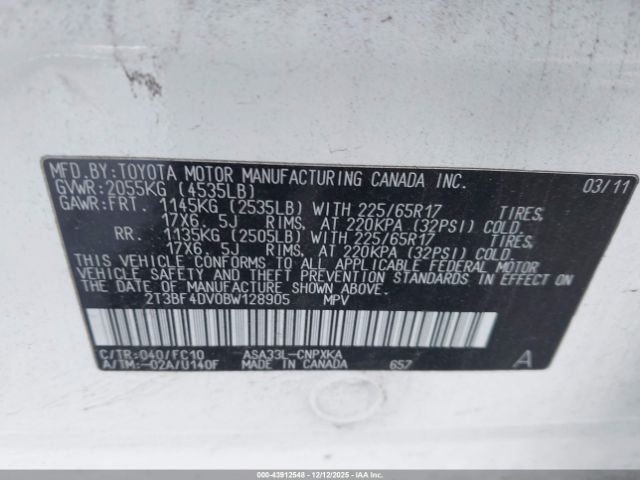 MFD.BY:TOYOTA MOTOR MANUFACTURING CANADA INC. 03/11
GVWR:2055KG (4535LB)
GAWR:FRT. 1145KG (2535LB) WITH 225/65R17 TIRES,
17X6.5J RIMS, AT 220KPA (32PSI) COLD.
RR. 1135KG (2505LB) WITH 225/65R17 TIRES,
17X6.5J RIMS, AT 220KPA (32PSI) COLD.
THIS VEHICLE CONFORMS TO ALL APPLICABLE FEDERAL MOTOR
VEHICLE SAFETY AND THEFT PREVENTION STANDARDS IN EFFECT ON
THE DATE OF MANUFACTURE SHOWN ABOVE.
2T3BF4DV0BW128905 MPV
C/TR:040/FC10 ASA33L-CNPXKA A
A/TM:-02A/U140F MADE IN CANADA 657
000-43912548 - 12/12/2025 - IAAI.com